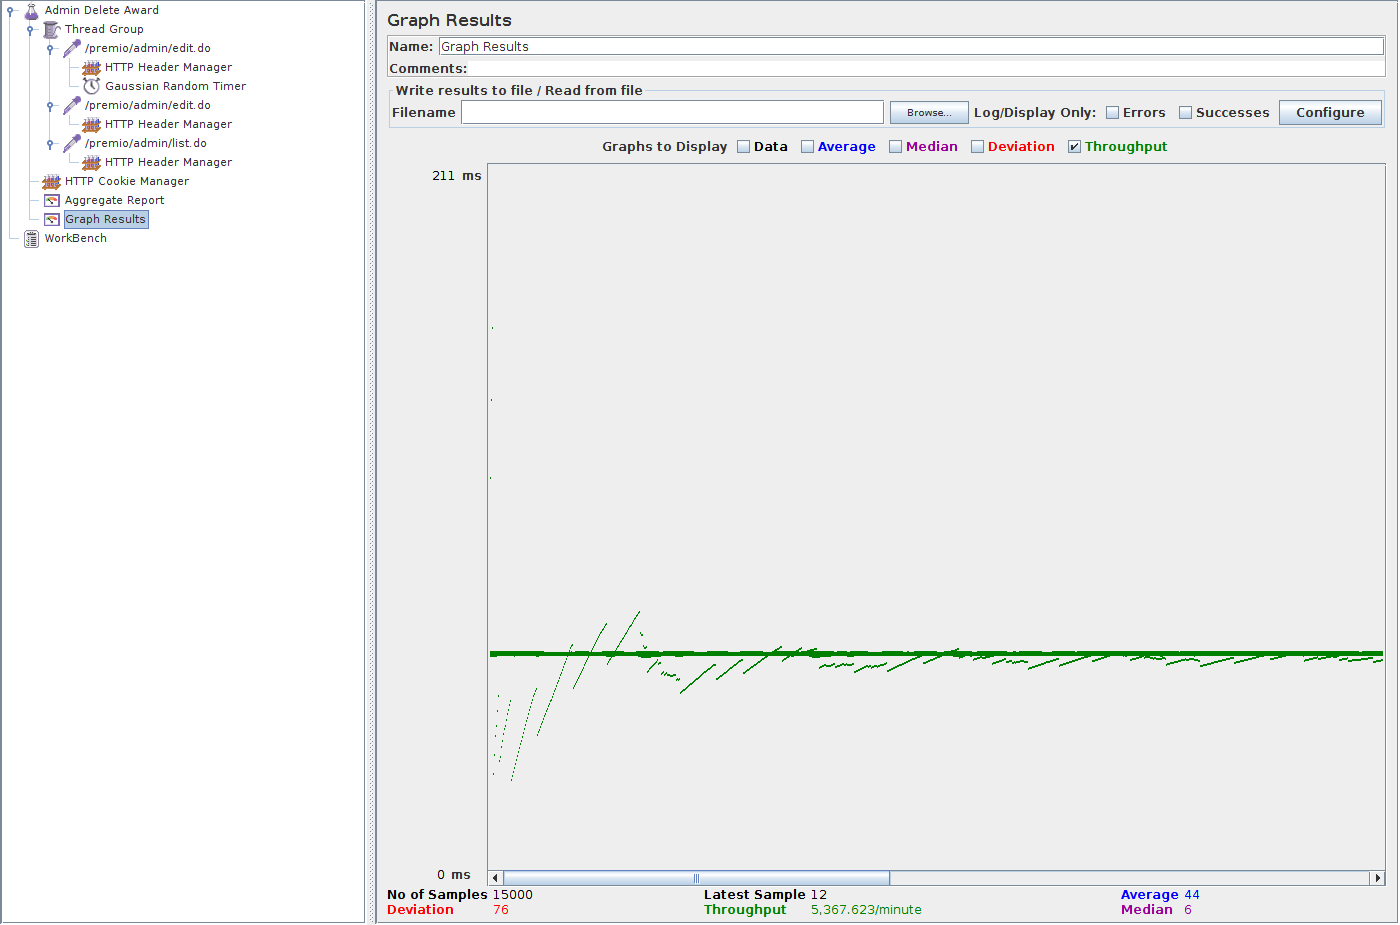 Admin Delete Award
Thread Group
/premio/admin/edit.do
HTTP Header Manager
Gaussian Random Timer
/premio/admin/edit.do
HTTP Header Manager
/premio/admin/list.do
HTTP Header Manager
HTTP Cookie Manager
Aggregate Report
Graph Results
WorkBench
Graph Results
Name: Graph Results
Comments:
Write results to file / Read from file
Filename Browse... Log/Display Only: Errors Successes Configure
Graphs to Display Data Average Median Deviation Throughput
211 ms
0 ms
No of Samples 15000 Latest Sample 12 Average 44
Deviation 76 Throughput 5,367.623/minute Median 6